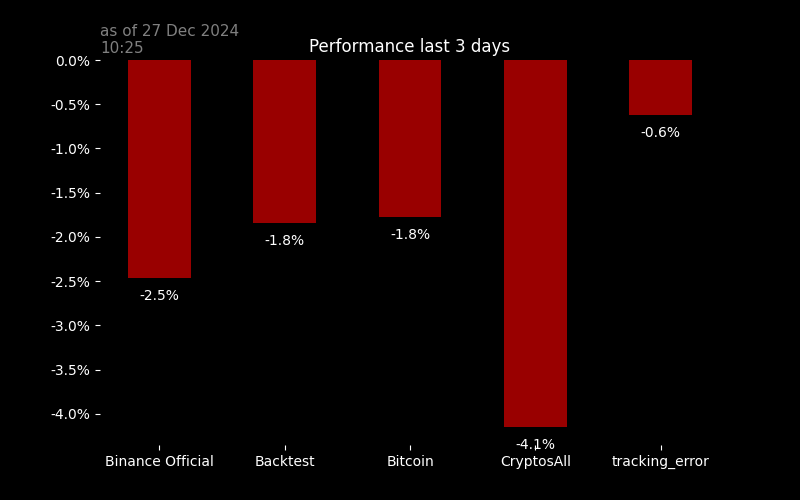 as of 27 Dec 2024
10:25
Performance last 3 days
0.0%
-0.5%
-1.0%
-1.5%
-2.0%
-2.5%
-3.0%
-3.5%
-4.0%
-2.5%
-1.8%
-1.8%
-4.1%
-0.6%
Binance Official
Backtest
Bitcoin
CryptosAll
tracking_error